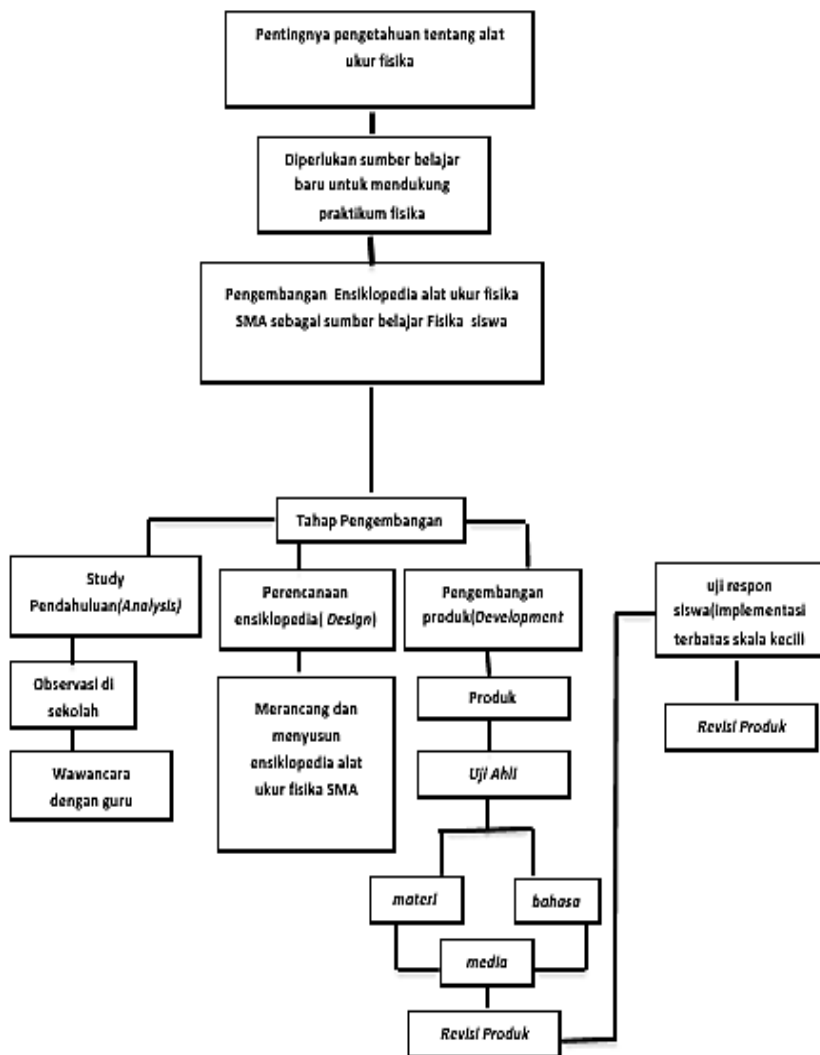 Pentingnya pengetahuan tentang alat
ukur fisika
Diperlukan sumber belajar
baru untuk mendukung
praktikum fisika
Pengembangan Ensiklopedia alat ukur fisika
SMA sebagai sumber belajar Fisika siswa
Tahap Pengembangan
Study
Pendahuluan(Analysis)
Observasi di
sekolah
Wawancara
dengan guru
Perencanaan
ensiklopedia( Design)
Merancang dan
menyusun
ensiklopedia alat
ukur fisika SMA
Pengembangan
produk(Development
Produk
Uji Ahli
materi
bahasa
media
Revisi Produk
uji respon
siswa(implementasi
terbatas skala kecili
Revisi Produk